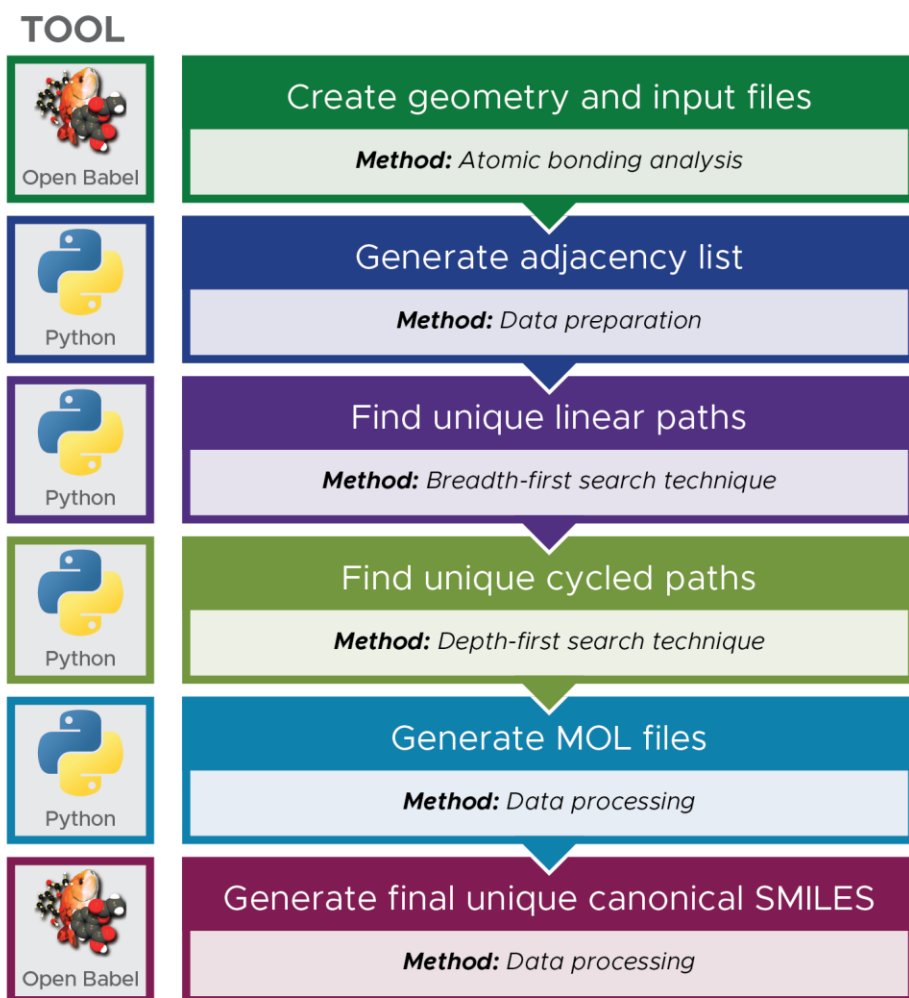 TOOL
Open Babel
Create geometry and input files
Method: Atomic bonding analysis
Python
Generate adjacency list
Method: Data preparation
Python
Find unique linear paths
Method: Breadth-first search technique
Python
Find unique cycled paths
Method: Depth-first search technique
Python
Generate MOL files
Method: Data processing
Open Babel
Generate final unique canonical SMILES
Method: Data processing